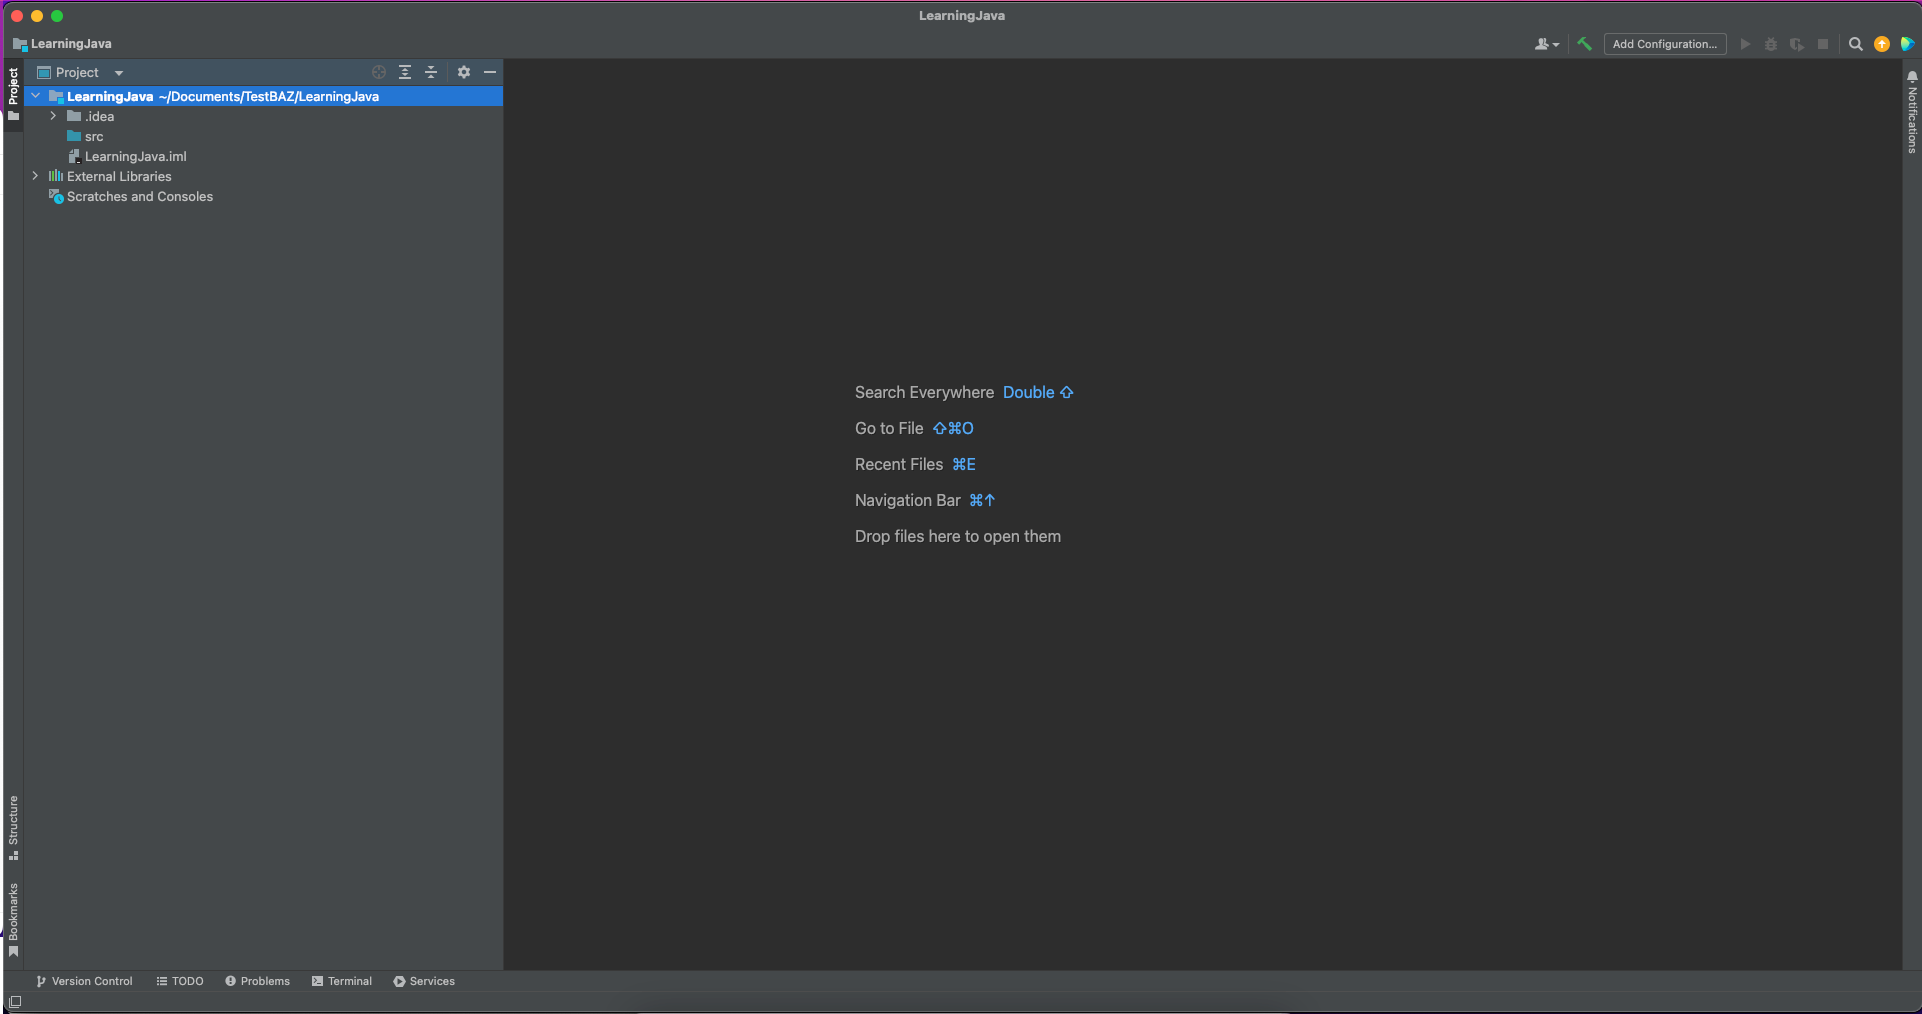 LearningJava
LearningJava
Add Configuration...
Project
Project
LearningJava ~/Documents/TestBAZ/LearningJava
.idea
src
LearningJava.iml
External Libraries
Scratches and Consoles
Notifications
Search Everywhere Double ⇧
Go to File ⇧⌘O
Recent Files ⌘E
Navigation Bar ⌘↑
Drop files here to open them
Structure
Bookmarks
Version Control TODO Problems Terminal Services